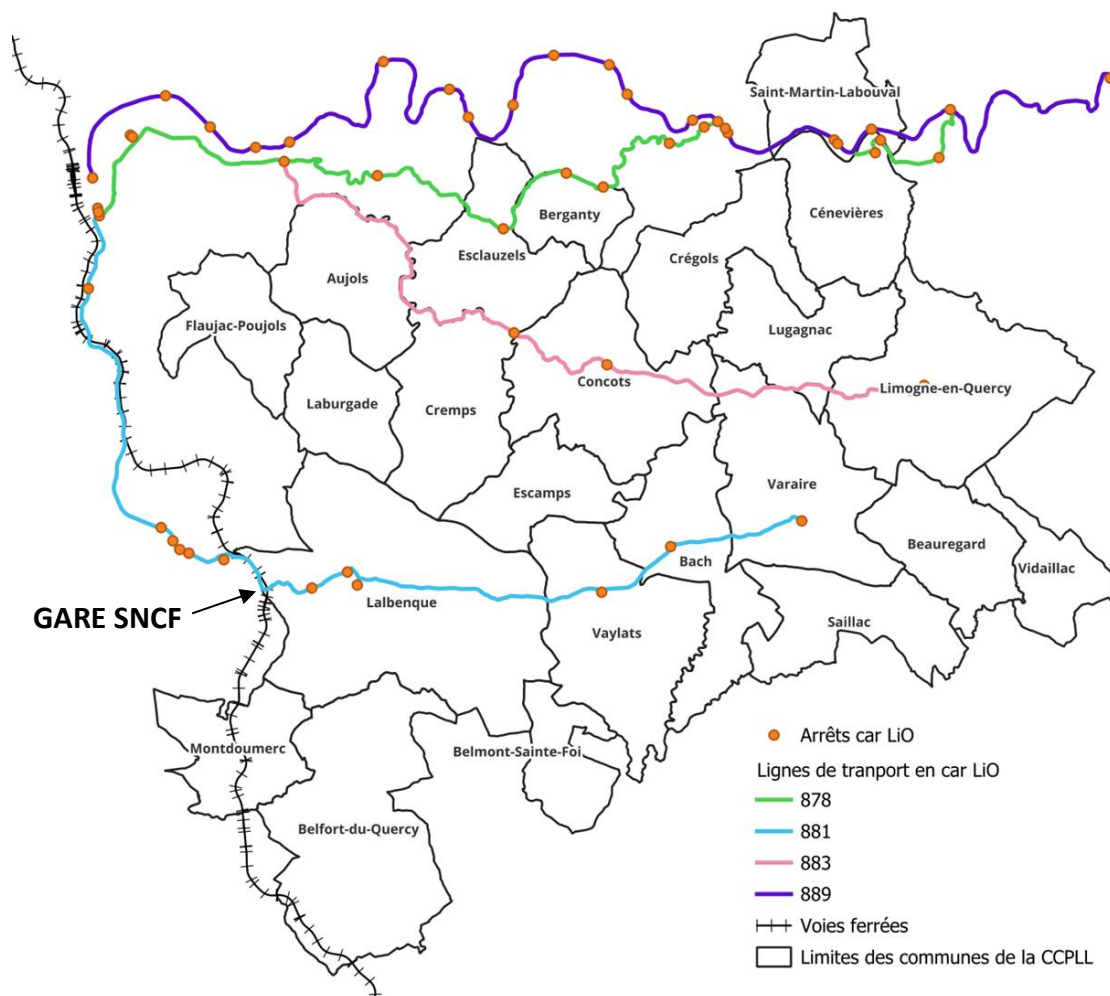 Saint-Martin-Labouval
Berganty
Cénevières
Esclauzels
Crégols
Aujols
Flaujac-Poujols
Lugagnac
Laburgade
Concots
Limogne-en-Quercy
Cremps
Escamps
Varaire
Beauregard
Bach
Vidaillac
GARE SNCF
Lalbenque
Vaylats
Saillac
Montdoumerc
Belmont-Sainte-Foi
Belfort-du-Quercy
Arrêts car LiO
Lignes de tranport en car LiO
878
881
883
889
Voies ferrées
Limites des communes de la CCPLL